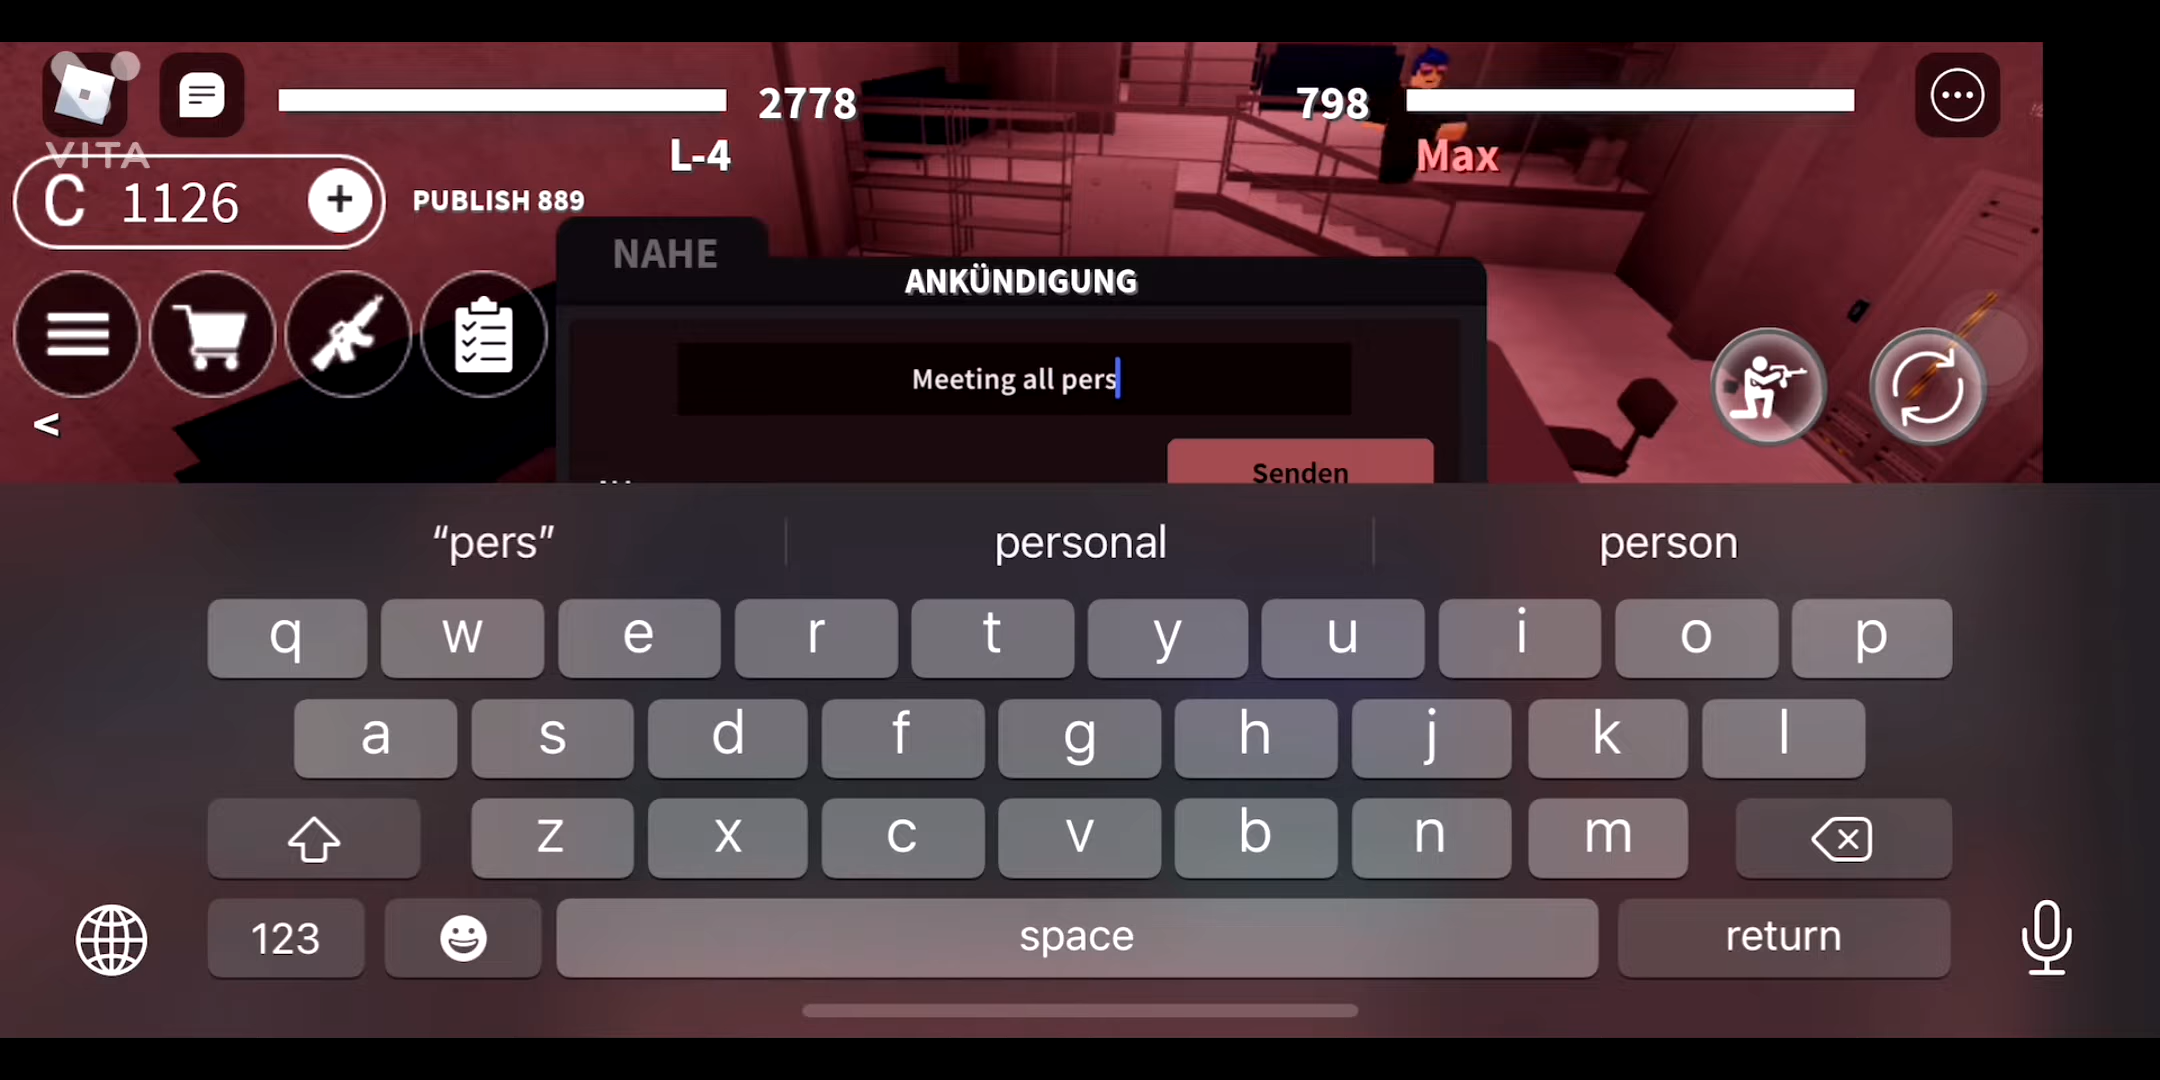 2778
798
L-4
Max
VITA
C 1126 +
PUBLISH 889
NAHE
ANKÜNDIGUNG
<
Meeting all pers
Senden
“pers” personal person
q w e r t y u i o p
a s d f g h j k l
z x c v b n m
123 space return